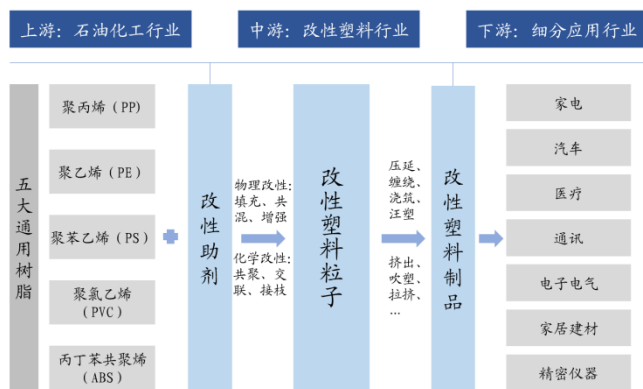 上游：石油化工行业
中游：改性塑料行业
下游：细分应用行业
五大通用树脂
聚丙烯（PP）
聚乙烯（PE）
聚苯乙烯（PS）
聚氯乙烯
（PVC）
丙丁苯共聚烯
（ABS）
改性助剂
物理改性：
填充、共
混、增强
化学改性：
共聚、交
联、接枝
改性塑料粒子
压延、
缠绕、
浇筑、
汪塑
挤出、
吹塑、
拉挤、
…
改性塑料制品
家电
汽车
医疗
通讯
电子电气
家居建材
精密仪器